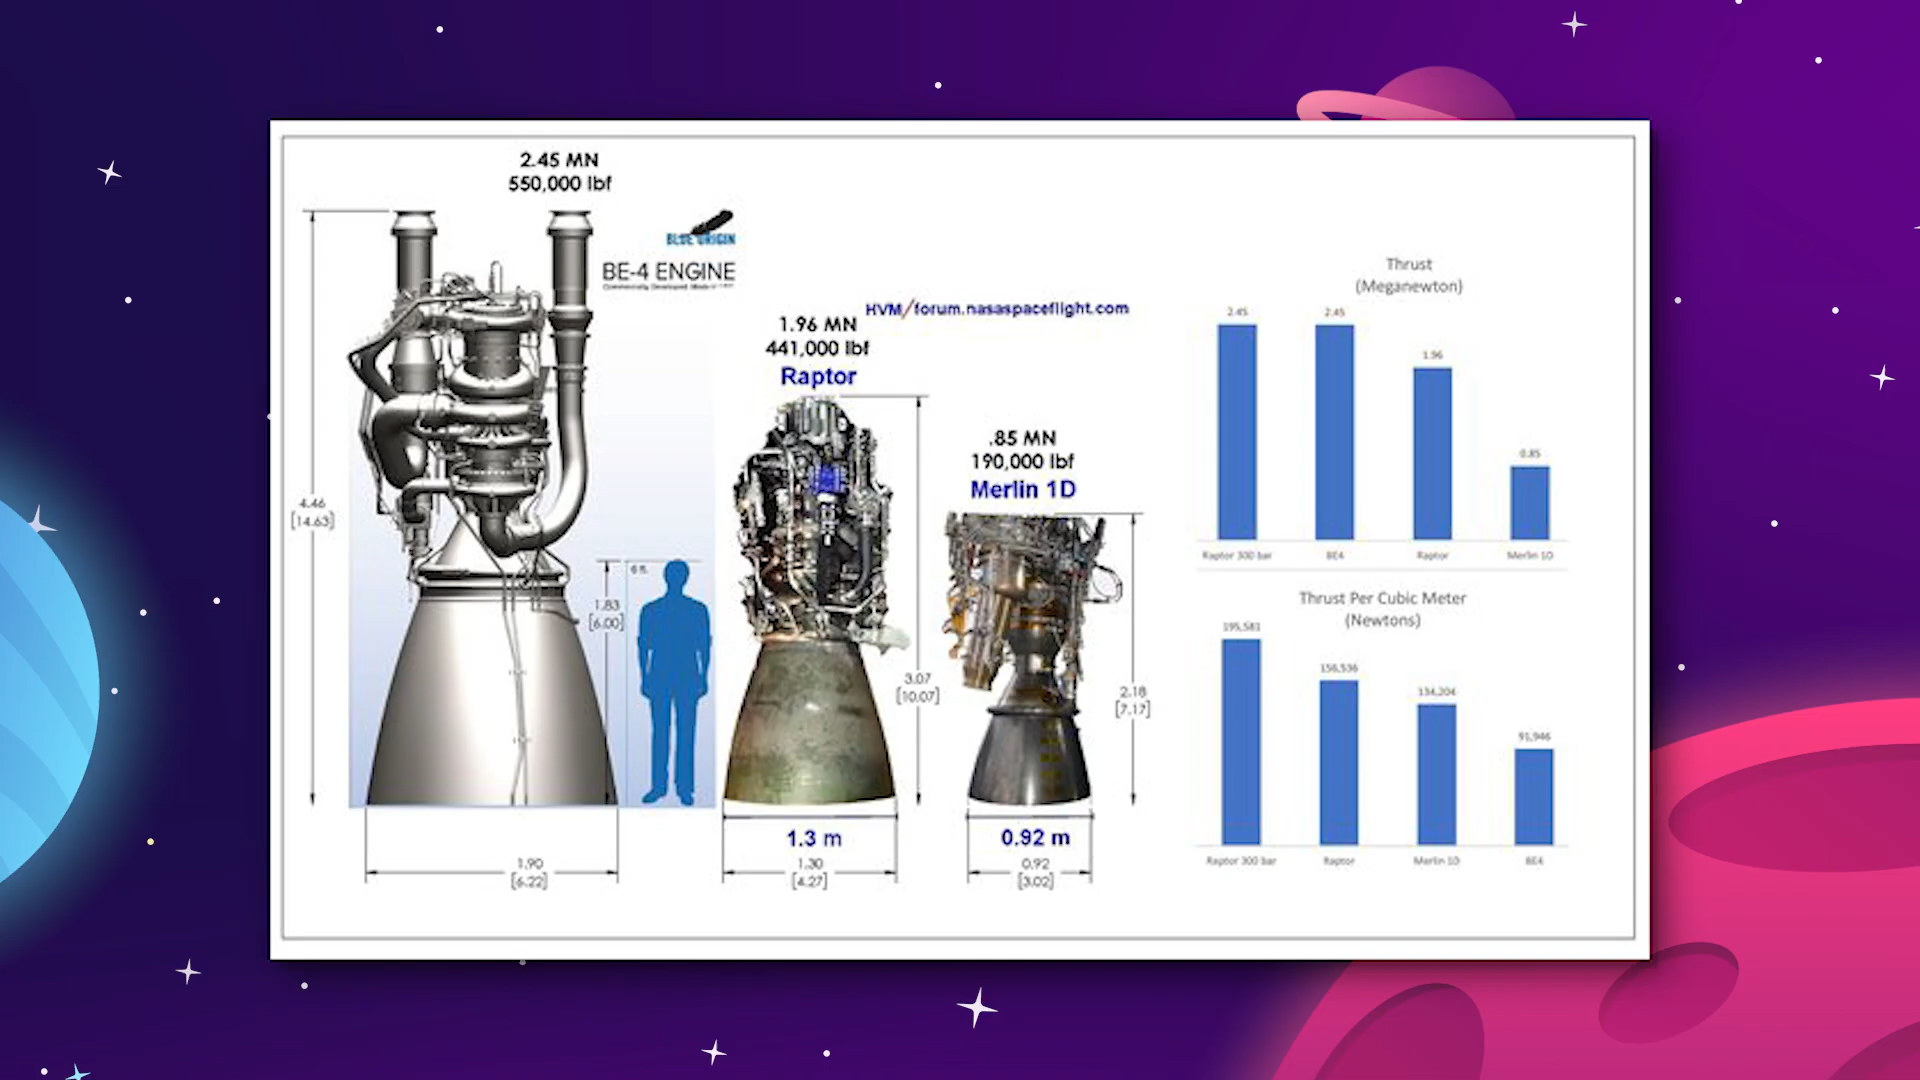 2.45 MN
550,000 lbf
BLUE ORIGIN
BE-4 ENGINE
HVM/forum.nasaspaceflight.com
1.96 MN
441,000 lbf
Raptor
.85 MN
190,000 lbf
Merlin 1D
4.46
[14.63]
6 ft.
1.83
[6.00]
3.07
[10.07]
2.18
[7.17]
1.3 m
0.92 m
1.90
[6.22]
1.30
[4.27]
0.92
[3.02]
Thrust
(Meganewton)
2.45
2.45
1.96
0.85
Raptor 300 bar
BE4
Raptor
Merlin 1D
Thrust Per Cubic Meter
(Newtons)
195,581
156,536
134,204
91,946
Raptor 300 bar
Raptor
Merlin 1D
BE4